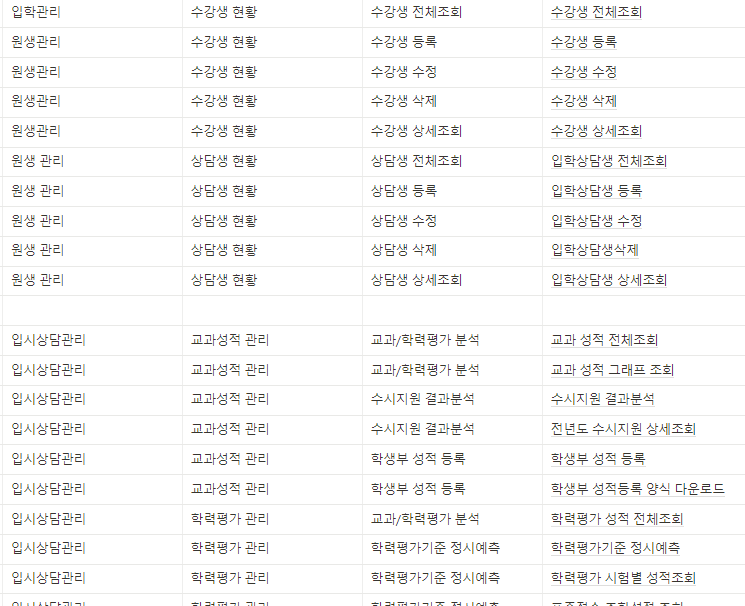 입학관리 수강생 현황 수강생 전체조회 수강생 전체조회
원생관리 수강생 현황 수강생 등록 수강생 등록
원생관리 수강생 현황 수강생 수정 수강생 수정
원생관리 수강생 현황 수강생 삭제 수강생 삭제
원생관리 수강생 현황 수강생 상세조회 수강생 상세조회
원생 관리 상담생 현황 상담생 전체조회 입학상담생 전체조회
원생 관리 상담생 현황 상담생 등록 입학상담생 등록
원생 관리 상담생 현황 상담생 수정 입학상담생 수정
원생 관리 상담생 현황 상담생 삭제 입학상담생삭제
원생 관리 상담생 현황 상담생 상세조회 입학상담생 상세조회
입시상담관리 교과성적 관리 교과/학력평가 분석 교과 성적 전체조회
입시상담관리 교과성적 관리 교과/학력평가 분석 교과 성적 그래프 조회
입시상담관리 교과성적 관리 수시지원 결과분석 수시지원 결과분석
입시상담관리 교과성적 관리 수시지원 결과분석 전년도 수시지원 상세조회
입시상담관리 교과성적 관리 학생부 성적 등록 학생부 성적 등록
입시상담관리 교과성적 관리 학생부 성적 등록 학생부 성적등록 양식 다운로드
입시상담관리 학력평가 관리 교과/학력평가 분석 학력평가 성적 전체조회
입시상담관리 학력평가 관리 학력평가기준 정시예측 학력평가기준 정시예측
입시상담관리 학력평가 관리 학력평가기준 정시예측 학력평가 시험별 성적조회